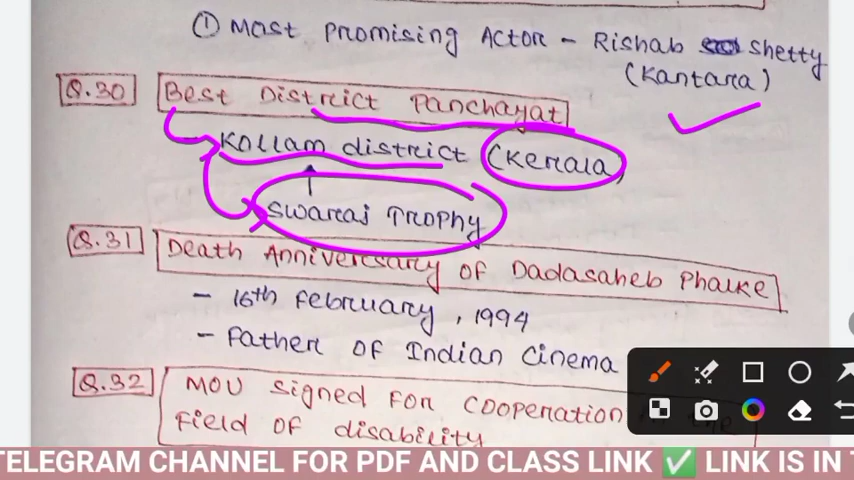 ① Most Promising Actor - Rishab Shetty
(Kantara)
Q.30 Best District Panchayat
Kollam district (Kerala)
Swaraj Trophy
Q.31 Death Anniversary of Dadasaheb Phalke
- 16th February, 1994
- Father of Indian Cinema
Q.32 MOU signed for cooperation in the
field of disability
TELEGRAM CHANNEL FOR PDF AND CLASS LINK ✅ LINK IS IN